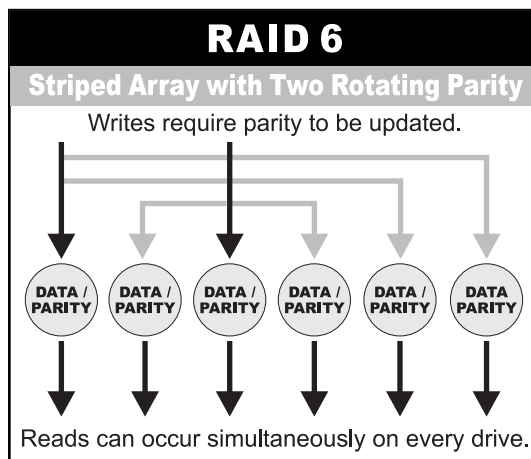 RAID 6
Striped Array with Two Rotating Parity
Writes require parity to be updated.
DATA /
PARITY
DATA /
PARITY
DATA /
PARITY
DATA /
PARITY
DATA /
PARITY
DATA
PARITY
Reads can occur simultaneously on every drive.